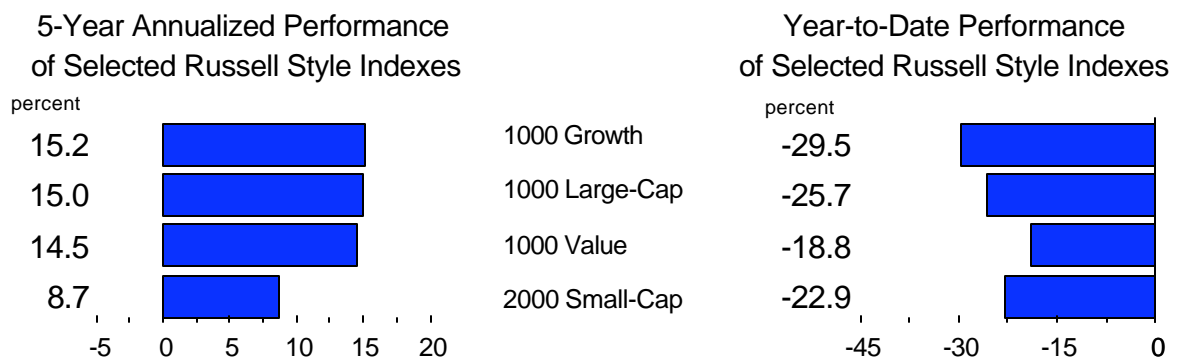 5-Year Annualized Performance
of Selected Russell Style Indexes
percent
15.2
15.0
14.5
8.7
-5 0 5 10 15 20
1000 Growth
1000 Large-Cap
1000 Value
2000 Small-Cap
Year-to-Date Performance
of Selected Russell Style Indexes
percent
-29.5
-25.7
-18.8
-22.9
-45 -30 -15 0